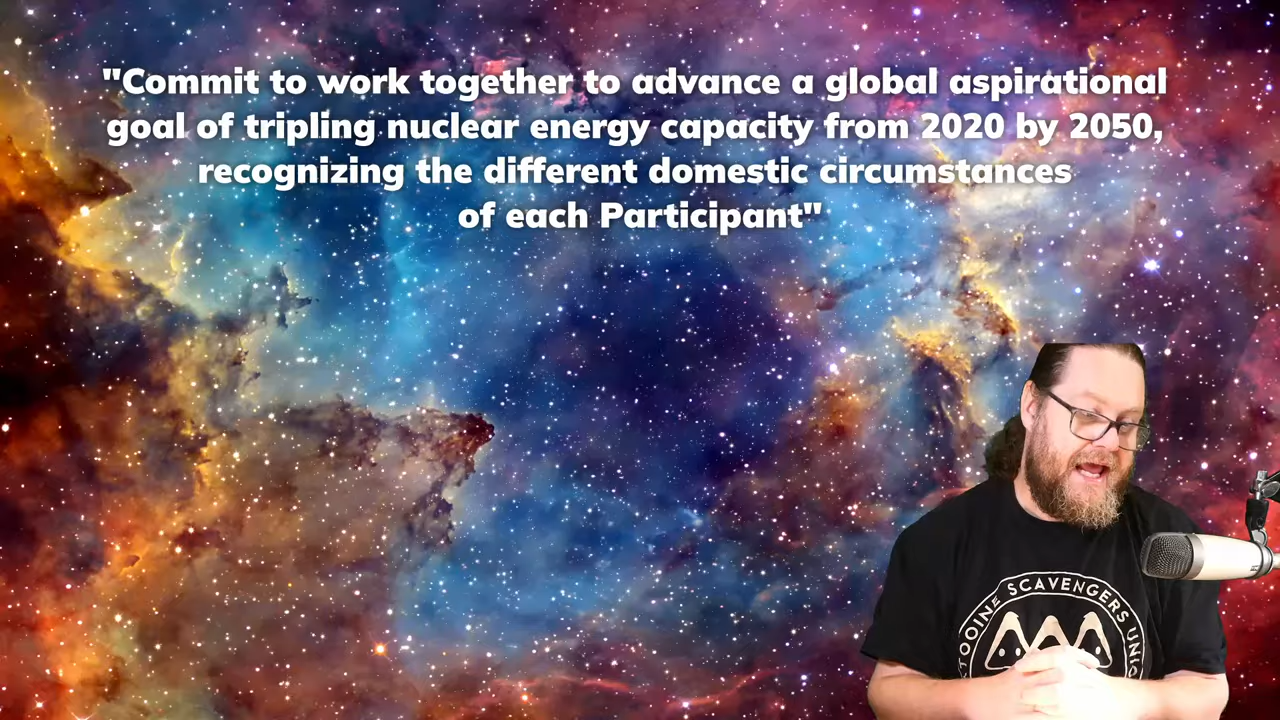 "Commit to work together to advance a global aspirational
goal of tripling nuclear energy capacity from 2020 by 2050,
recognizing the different domestic circumstances
of each Participant"
SCAVENGERS